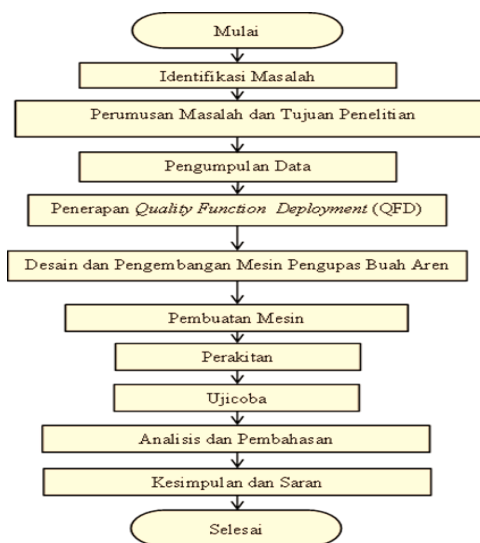 Mulai
Identifikasi Masalah
Perumusan Masalah dan Tujuan Penelitian
Pengumpulan Data
Penerapan Quality Function Deployment (QFD)
Desain dan Pengembangan Mesin Pengupas Buah Aren
Pembuatan Mesin
Perakitan
Ujicoba
Analisis dan Pembahasan
Kesimpulan dan Saran
Selesai